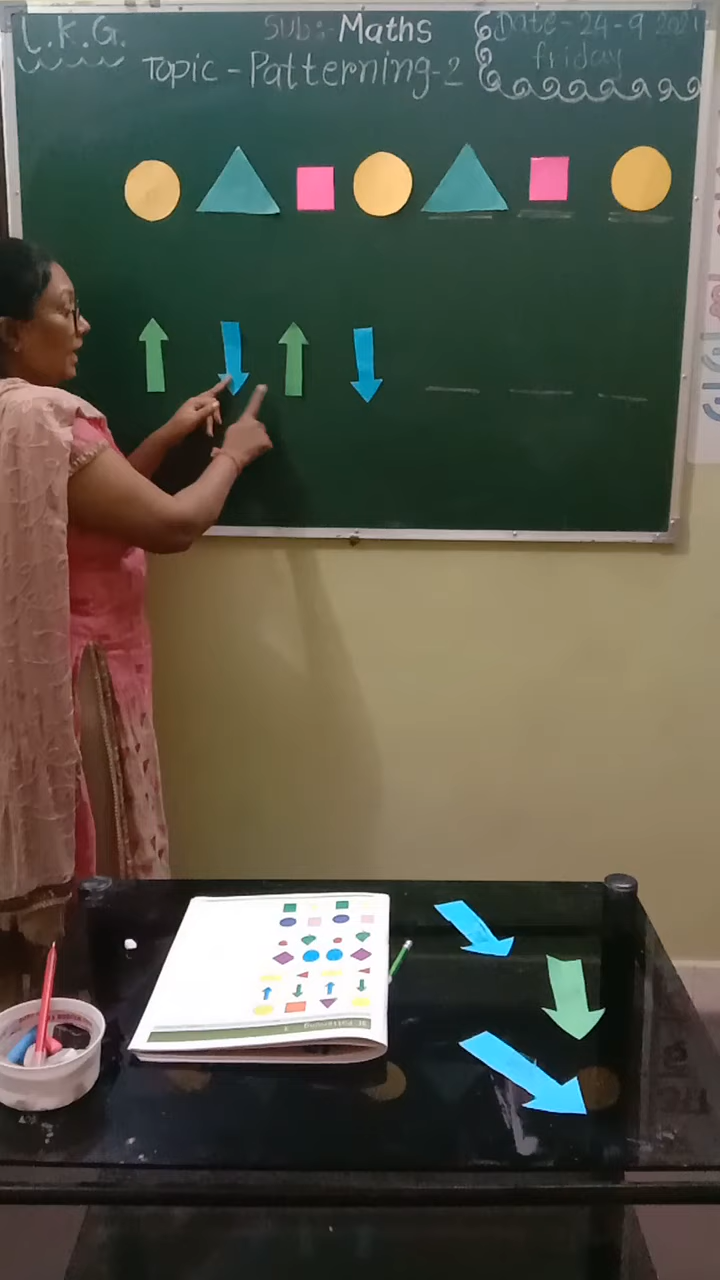 L.K.G.
Sub:- Maths
Date-24-9 2021
friday
Topic - Patterning-2